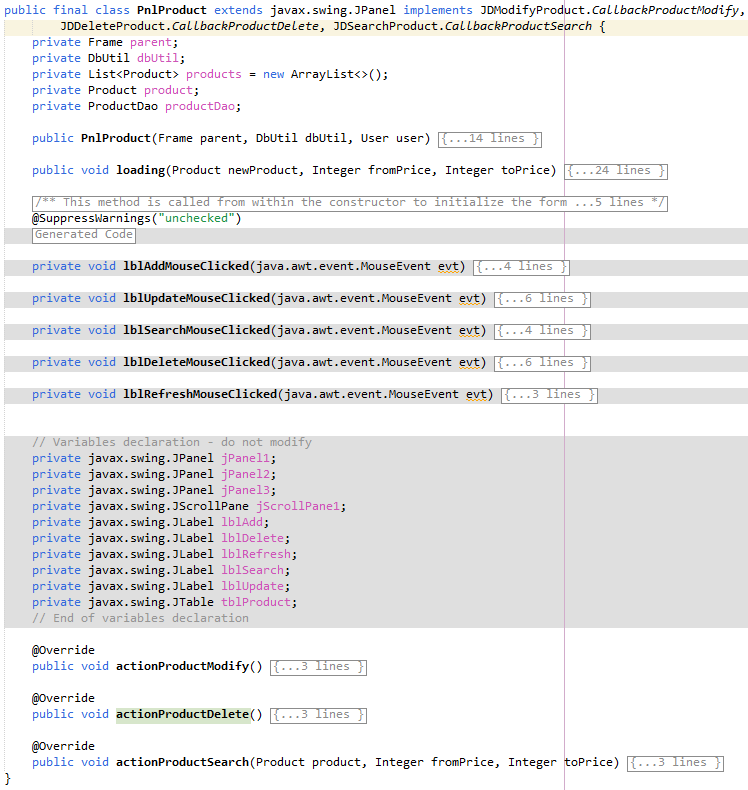 public final class PnlProduct extends javax.swing.JPanel implements JDModifyProduct.CallbackProductModify,
        JDDeleteProduct.CallbackProductDelete, JDSearchProduct.CallbackProductSearch {
    private Frame parent;
    private DbUtil dbUtil;
    private List<Product> products = new ArrayList<>();
    private Product product;
    private ProductDao productDao;

    public PnlProduct(Frame parent, DbUtil dbUtil, User user) {...14 lines }

    public void loading(Product newProduct, Integer fromPrice, Integer toPrice) {...24 lines }

    /** This method is called from within the constructor to initialize the form ...5 lines */
    @SuppressWarnings("unchecked")
    Generated Code

    private void lblAddMouseClicked(java.awt.event.MouseEvent evt) {...4 lines }

    private void lblUpdateMouseClicked(java.awt.event.MouseEvent evt) {...6 lines }

    private void lblSearchMouseClicked(java.awt.event.MouseEvent evt) {...4 lines }

    private void lblDeleteMouseClicked(java.awt.event.MouseEvent evt) {...6 lines }

    private void lblRefreshMouseClicked(java.awt.event.MouseEvent evt) {...3 lines }


    // Variables declaration - do not modify
    private javax.swing.JPanel jPanel1;
    private javax.swing.JPanel jPanel2;
    private javax.swing.JPanel jPanel3;
    private javax.swing.JScrollPane jScrollPane1;
    private javax.swing.JLabel lblAdd;
    private javax.swing.JLabel lblDelete;
    private javax.swing.JLabel lblRefresh;
    private javax.swing.JLabel lblSearch;
    private javax.swing.JLabel lblUpdate;
    private javax.swing.JTable tblProduct;
    // End of variables declaration

    @Override
    public void actionProductModify() {...3 lines }

    @Override
    public void actionProductDelete() {...3 lines }

    @Override
    public void actionProductSearch(Product product, Integer fromPrice, Integer toPrice) {...3 lines }
}